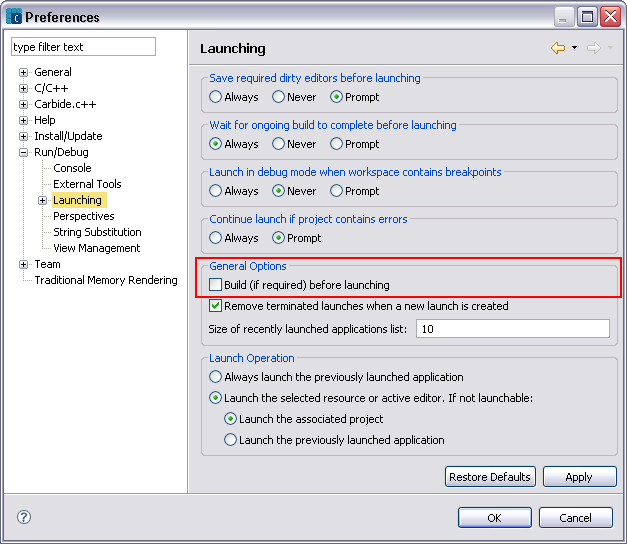 Preferences
type filter text
General
C/C++
Carbide.c++
Help
Install/Update
Run/Debug
Console
External Tools
Launching
Perspectives
String Substitution
View Management
Team
Traditional Memory Rendering
Launching
Save required dirty editors before launching
Always Never Prompt
Wait for ongoing build to complete before launching
Always Never Prompt
Launch in debug mode when workspace contains breakpoints
Always Never Prompt
Continue launch if project contains errors
Always Prompt
General Options
Build (if required) before launching
Remove terminated launches when a new launch is created
Size of recently launched applications list: 10
Launch Operation
Always launch the previously launched application
Launch the selected resource or active editor. If not launchable:
Launch the associated project
Launch the previously launched application
Restore Defaults Apply
? OK Cancel